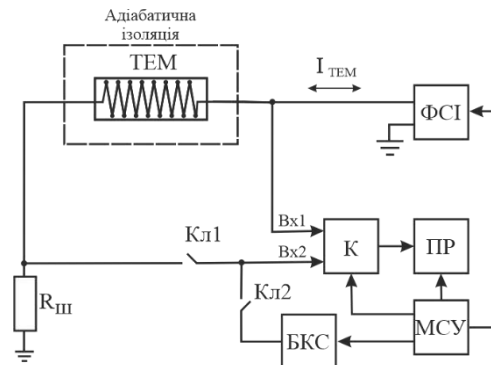 Адіабатична
ізоляція
ТЕМ
I ТЕМ
ФСІ
Вх1
Кл1
Вх2
К
ПР
Кл2
RШ
БКС
МСУ